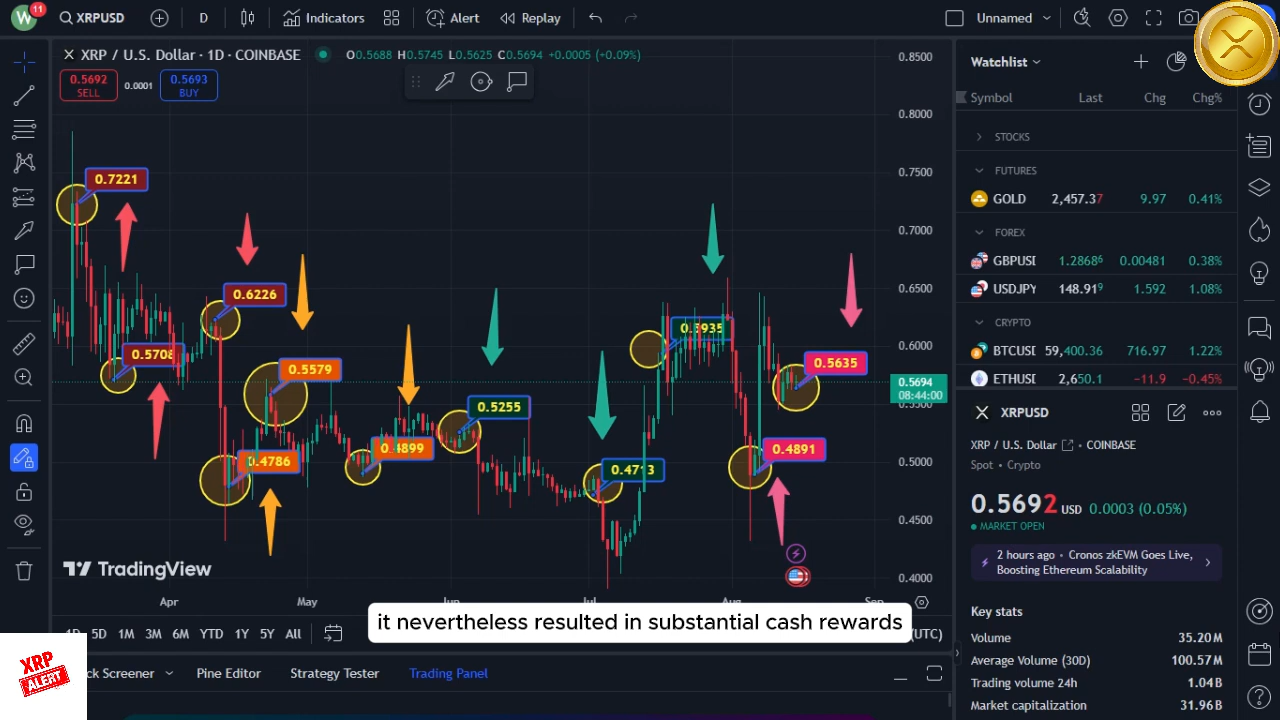 W 11 XRPUSD D Indicators Alert Replay Unnamed
XRP / U.S. Dollar · 1D · COINBASE O0.5688 H0.5745 L0.5625 C0.5694 +0.0005 (+0.09%)
0.5692 SELL 0.0001 0.5693 BUY
0.8500
0.8000
0.7500
0.7000
0.6500
0.6000
0.5694
08:44:00
0.5500
0.5000
0.4500
0.4000
0.7221
0.6226
0.5708
0.5579
0.4786
0.4899
0.5255
0.4713
0.5935
0.5635
0.4891
TradingView
Apr May Jun Jul Aug Sep
it nevertheless resulted in substantial cash rewards
1D 5D 1M 3M 6M YTD 1Y 5Y All (UTC)
XRP
ALERT
ck Screener Pine Editor Strategy Tester Trading Panel
Watchlist
Symbol Last Chg Chg%
STOCKS
FUTURES
GOLD 2,457.37 9.97 0.41%
FOREX
GBPUSD 1.28686 0.00481 0.38%
USDJPY 148.919 1.592 1.08%
CRYPTO
BTCUSD 59,400.36 716.97 1.22%
ETHUSD 2,650.1 −11.9 −0.45%
XRPUSD
XRP / U.S. Dollar COINBASE
Spot • Crypto
0.5692 USD 0.0003 (0.05%)
MARKET OPEN
2 hours ago • Cronos zkEVM Goes Live,
Boosting Ethereum Scalability
Key stats
Volume 35.20M
Average Volume (30D) 100.57M
Trading volume 24h 1.04B
Market capitalization 31.96B